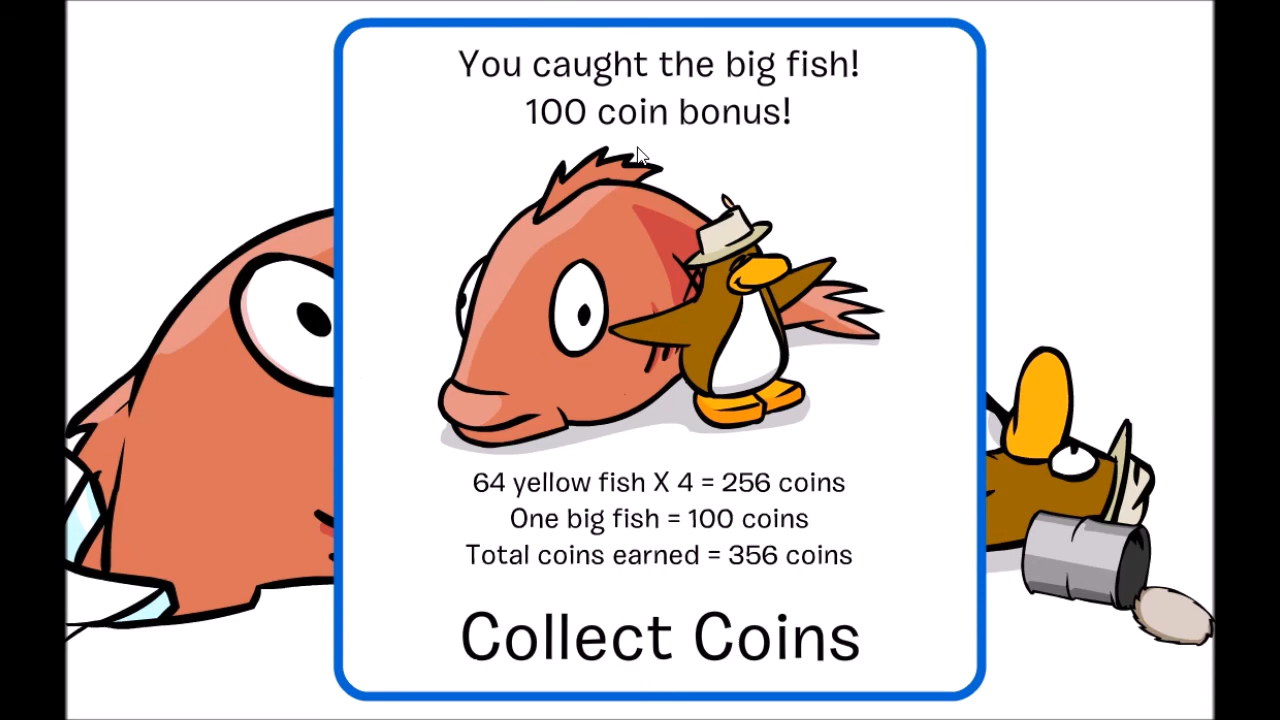 You caught the big fish!
100 coin bonus!
64 yellow fish X 4 = 256 coins
One big fish = 100 coins
Total coins earned = 356 coins
Collect Coins